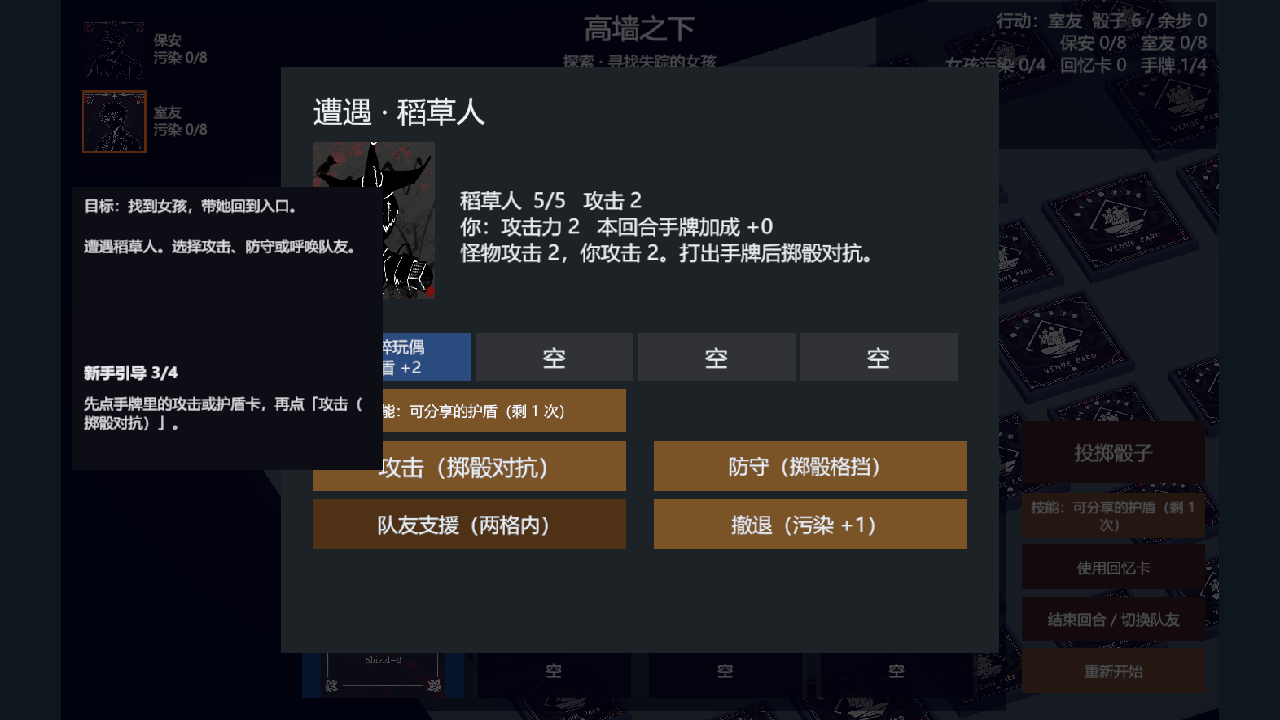 高墙之下
探索 · 寻找失踪的女孩
保安
污染 0/8
室友
污染 0/8
行动：室友 骰子 6 / 余步 0
保安 0/8 室友 0/8
女孩污染 0/4 回忆卡 0 手牌 1/4
遭遇 · 稻草人
稻草人 5/5 攻击 2
你：攻击力 2 本回合手牌加成 +0
怪物攻击 2，你攻击 2。打出手牌后掷骰对抗。
目标：找到女孩，带她回到入口。
遭遇稻草人。选择攻击、防守或呼唤队友。
新手引导 3/4
先点手牌里的攻击或护盾卡，再点「攻击（
掷骰对抗）」。
玩偶
盾 +2
空
空
空
能：可分享的护盾（剩 1 次）
攻击（掷骰对抗）
防守（掷骰格挡）
队友支援（两格内）
撤退（污染 +1）
投掷骰子
技能：可分享的护盾（剩 1
次）
使用回忆卡
结束回合 / 切换队友
重新开始
Shield+2
空
空
空
VENUE CARD
VENUE CARD
VENUE CARD
VENUE CARD